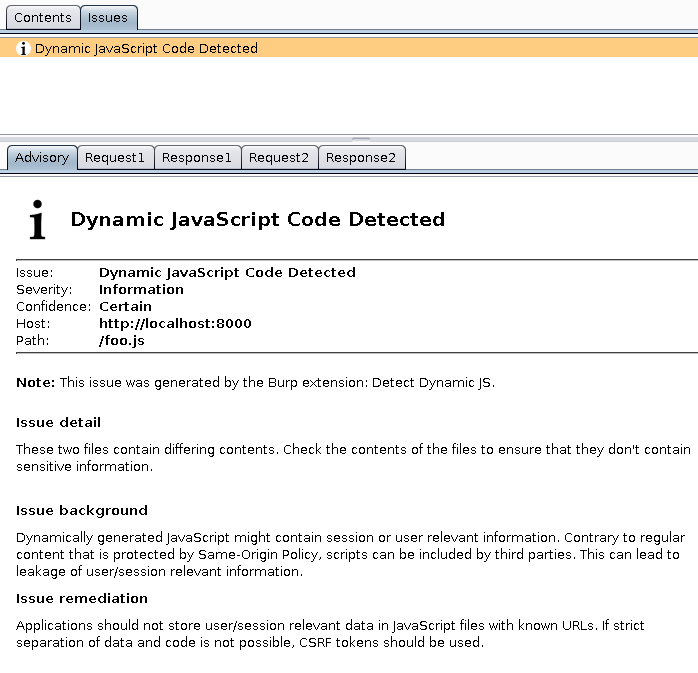 Contents Issues
Dynamic JavaScript Code Detected
Advisory Request1 Response1 Request2 Response2
Dynamic JavaScript Code Detected
Issue: Dynamic JavaScript Code Detected
Severity: Information
Confidence: Certain
Host: http://localhost:8000
Path: /foo.js
Note: This issue was generated by the Burp extension: Detect Dynamic JS.
Issue detail
These two files contain differing contents. Check the contents of the files to ensure that they don't contain
sensitive information.
Issue background
Dynamically generated JavaScript might contain session or user relevant information. Contrary to regular
content that is protected by Same-Origin Policy, scripts can be included by third parties. This can lead to
leakage of user/session relevant information.
Issue remediation
Applications should not store user/session relevant data in JavaScript files with known URLs. If strict
separation of data and code is not possible, CSRF tokens should be used.